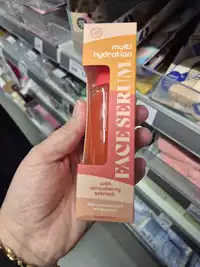 multi
hydration
FACE SERUM
with
strawberry
extract